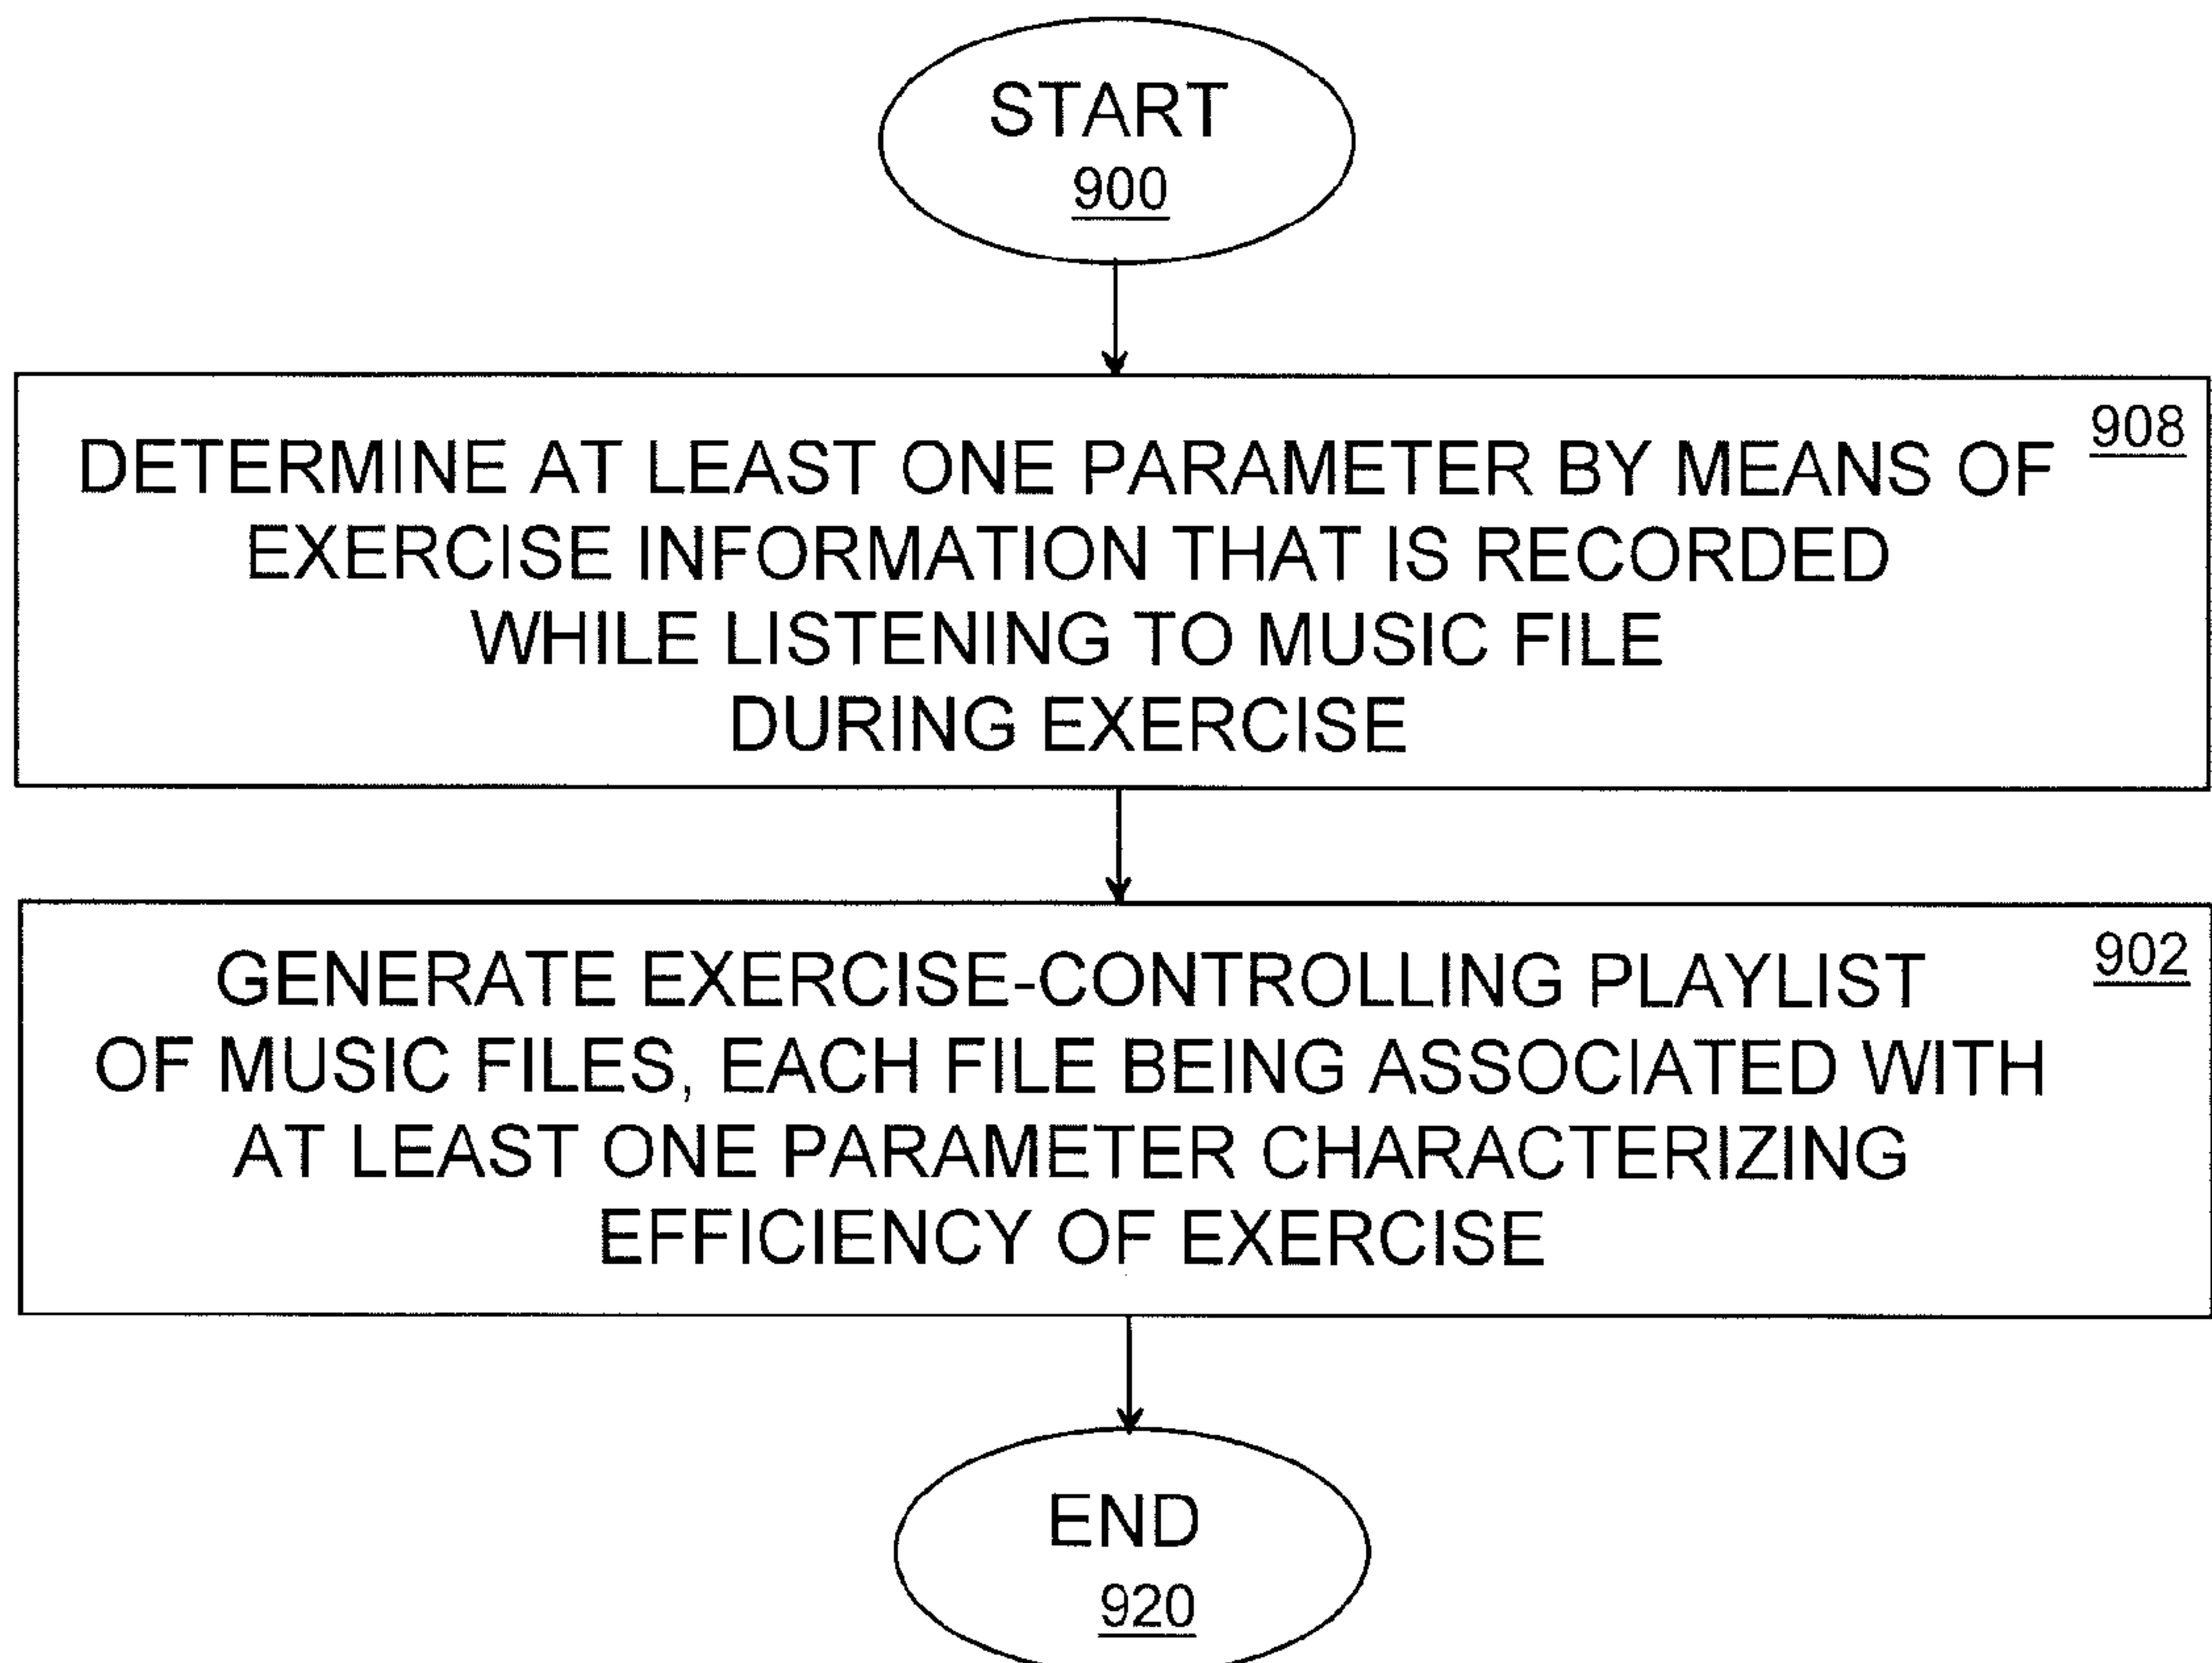 START
900
908
DETERMINE AT LEAST ONE PARAMETER BY MEANS OF
EXERCISE INFORMATION THAT IS RECORDED
WHILE LISTENING TO MUSIC FILE
DURING EXERCISE
902
GENERATE EXERCISE-CONTROLLING PLAYLIST
OF MUSIC FILES, EACH FILE BEING ASSOCIATED WITH
AT LEAST ONE PARAMETER CHARACTERIZING
EFFICIENCY OF EXERCISE
END
920